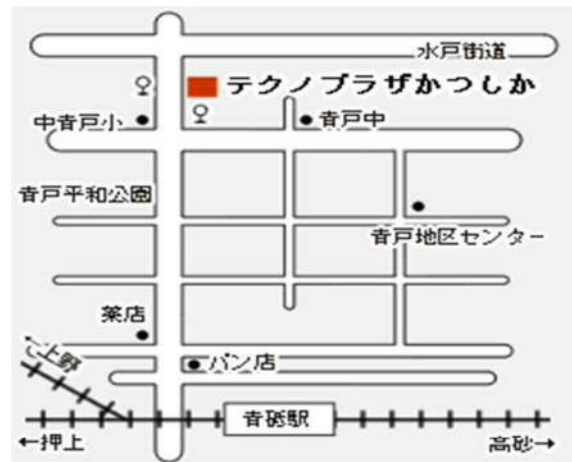 水戸街道
テクノプラザかつしか
中青戸小
青戸中
青戸平和公園
青戸地区センター
薬店
←上野
パン店
青砥駅
←押上
高砂→